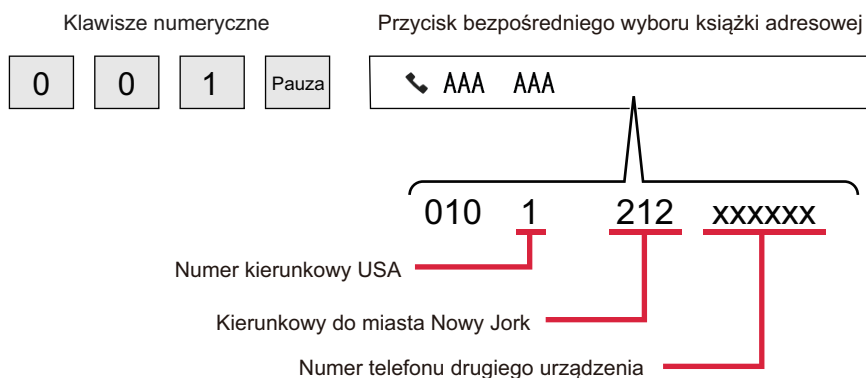 Klawisze numeryczne
Przycisk bezpośredniego wyboru książki adresowej
0 0 1 Pauza
AAA AAA
010 1 212 xxxxxx
Numer kierunkowy USA
Kierunkowy do miasta Nowy Jork
Numer telefonu drugiego urządzenia